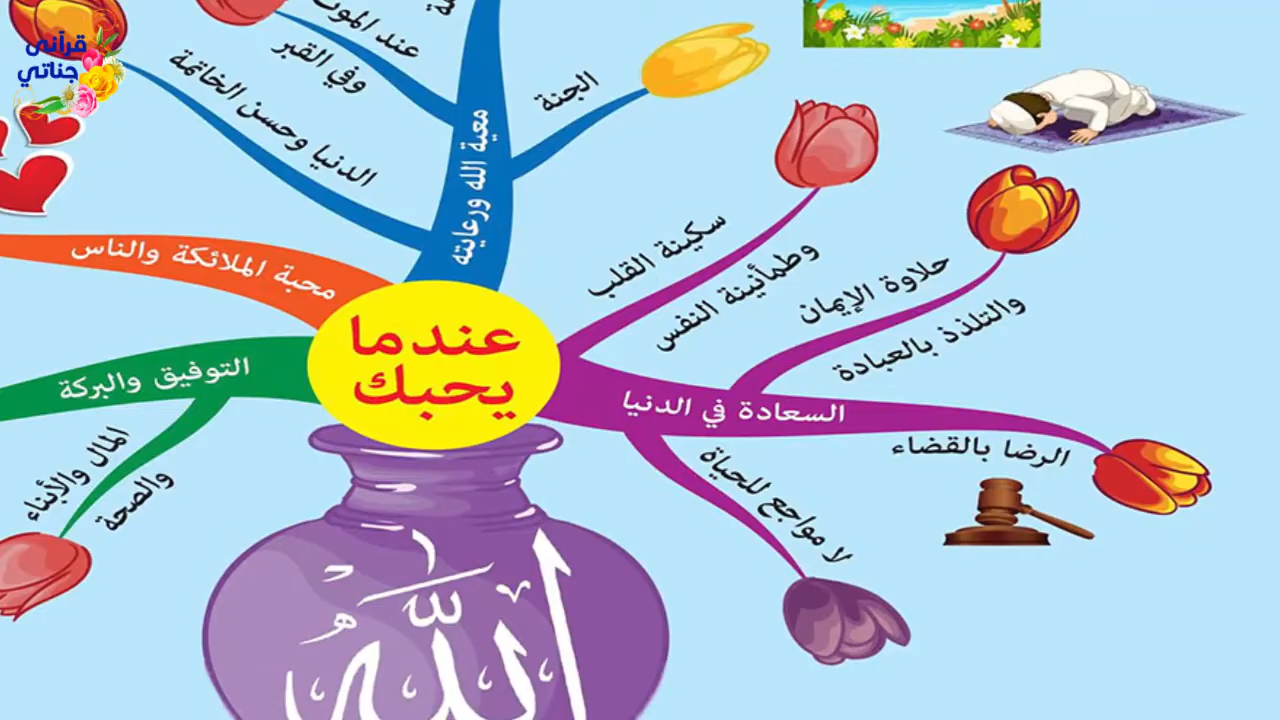 قرآنى
جناتي
عندما
يحبك
الله
معية الله ورعايته
الجنة
عند الموت
وفي القبر
الدنيا وحسن الخاتمة
محبة الملائكة والناس
التوفيق والبركة
المال والأبناء
والصحة
السعادة في الدنيا
سكينة القلب
وطمأنينة النفس
حلاوة الإيمان
والتلذذ بالعبادة
الرضا بالقضاء
لا مواجع للحياة